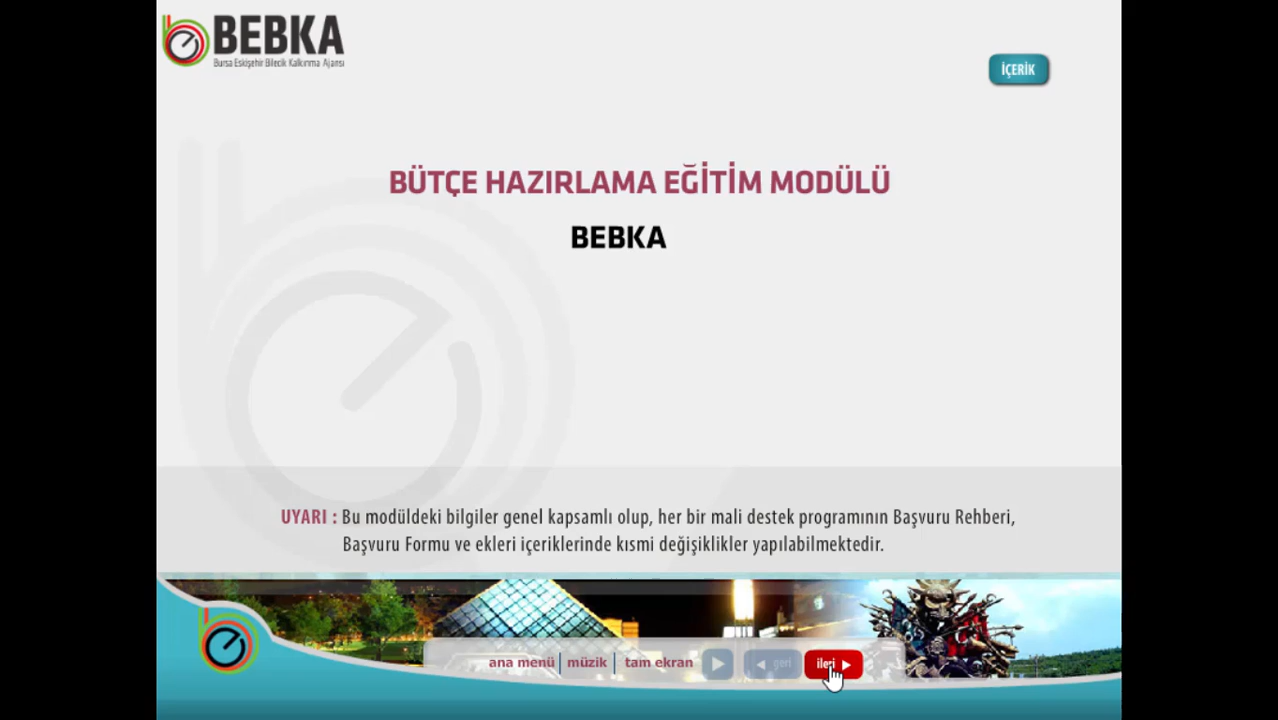 BEBKA
Bursa Eskişehir Bilecik Kalkınma Ajansı
İÇERİK
BÜTÇE HAZIRLAMA EĞİTİM MODÜLÜ
BEBKA
UYARI : Bu modüldeki bilgiler genel kapsamlı olup, her bir mali destek programının Başvuru Rehberi,
Başvuru Formu ve ekleri içeriklerinde kısmi değişiklikler yapılabilmektedir.
ana menü müzik tam ekran geri ileri